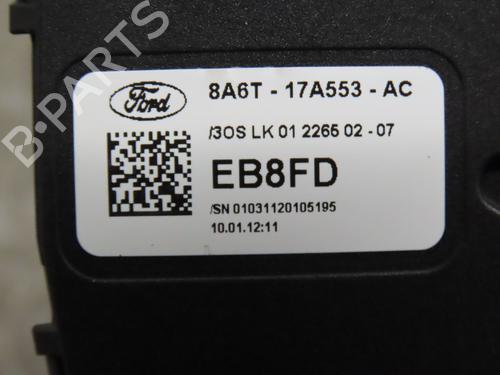 Ford
8A6T - 17A553 - AC
/3OS LK 01 2265 02 - 07
EB8FD
/SN 01031120105195
10.01.12:11
B-PARTS